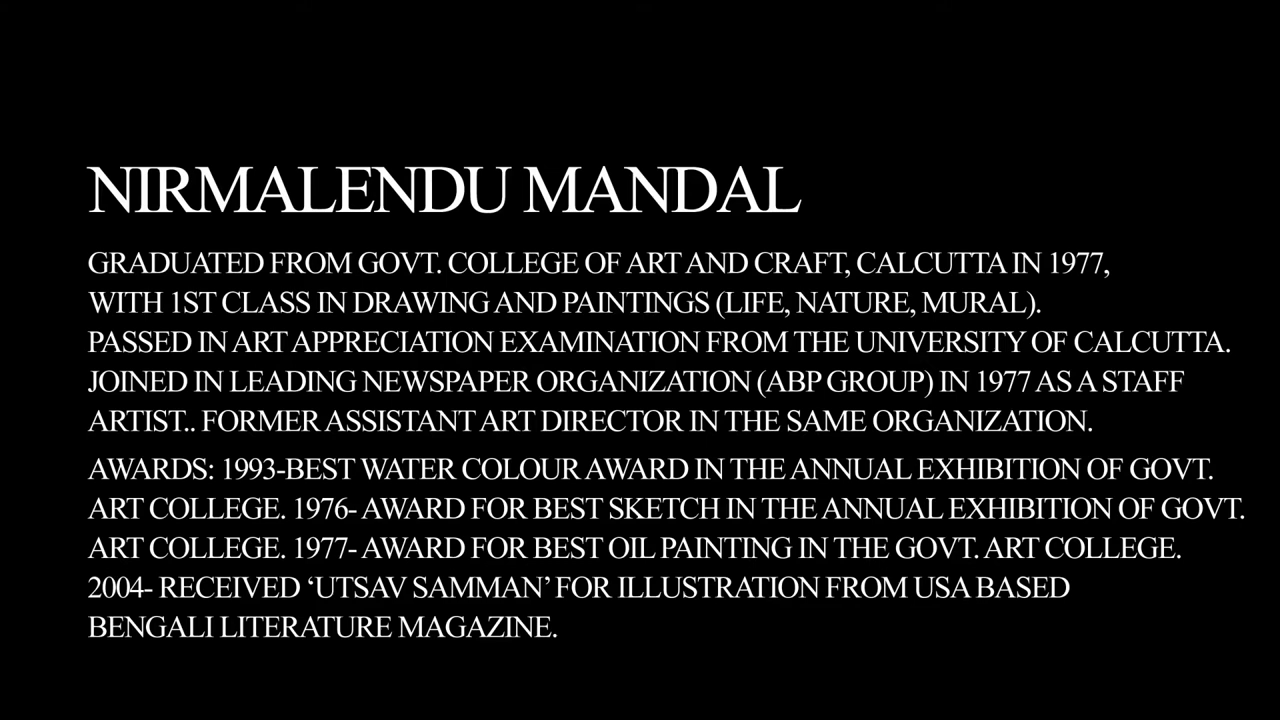 NIRMALENDU MANDAL
GRADUATED FROM GOVT. COLLEGE OF ART AND CRAFT, CALCUTTA IN 1977,
WITH 1ST CLASS IN DRAWING AND PAINTINGS (LIFE, NATURE, MURAL).
PASSED IN ART APPRECIATION EXAMINATION FROM THE UNIVERSITY OF CALCUTTA.
JOINED IN LEADING NEWSPAPER ORGANIZATION (ABP GROUP) IN 1977 AS A STAFF
ARTIST.. FORMER ASSISTANT ART DIRECTOR IN THE SAME ORGANIZATION.
AWARDS: 1993-BEST WATER COLOUR AWARD IN THE ANNUAL EXHIBITION OF GOVT.
ART COLLEGE. 1976- AWARD FOR BEST SKETCH IN THE ANNUAL EXHIBITION OF GOVT.
ART COLLEGE. 1977- AWARD FOR BEST OIL PAINTING IN THE GOVT. ART COLLEGE.
2004- RECEIVED ‘UTSAV SAMMAN’ FOR ILLUSTRATION FROM USA BASED
BENGALI LITERATURE MAGAZINE.